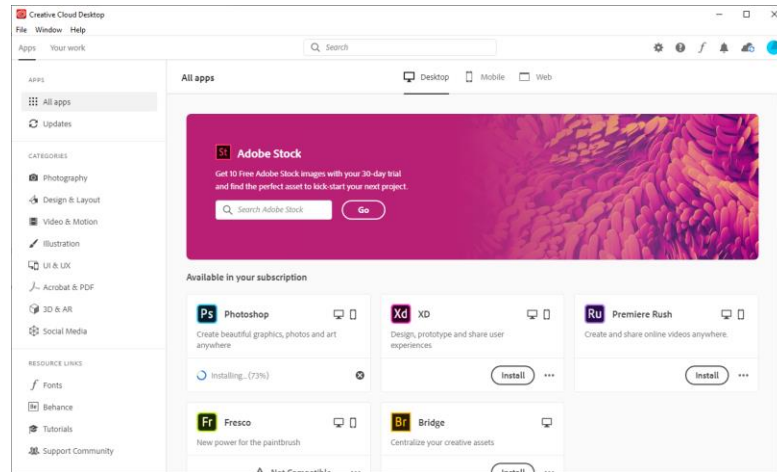 Creative Cloud Desktop
File Window Help
Apps Your work
Search
APPS
All apps
Updates
CATEGORIES
Photography
Design & Layout
Video & Motion
Illustration
UI & UX
Acrobat & PDF
3D & AR
Social Media
RESOURCE LINKS
Fonts
Be Behance
Tutorials
Support Community
All apps
Desktop Mobile Web
St Adobe Stock
Get 10 Free Adobe Stock images with your 30-day trial
and find the perfect asset to kick-start your next project.
Search Adobe Stock Go
Available in your subscription
Ps Photoshop
Create beautiful graphics, photos and art
anywhere
Installing... (73%)
Xd XD
Design, prototype and share user
experiences
Install
Ru Premiere Rush
Create and share online videos anywhere.
Install
Fr Fresco
New power for the paintbrush
Not Compatible
Br Bridge
Centralize your creative assets
Install